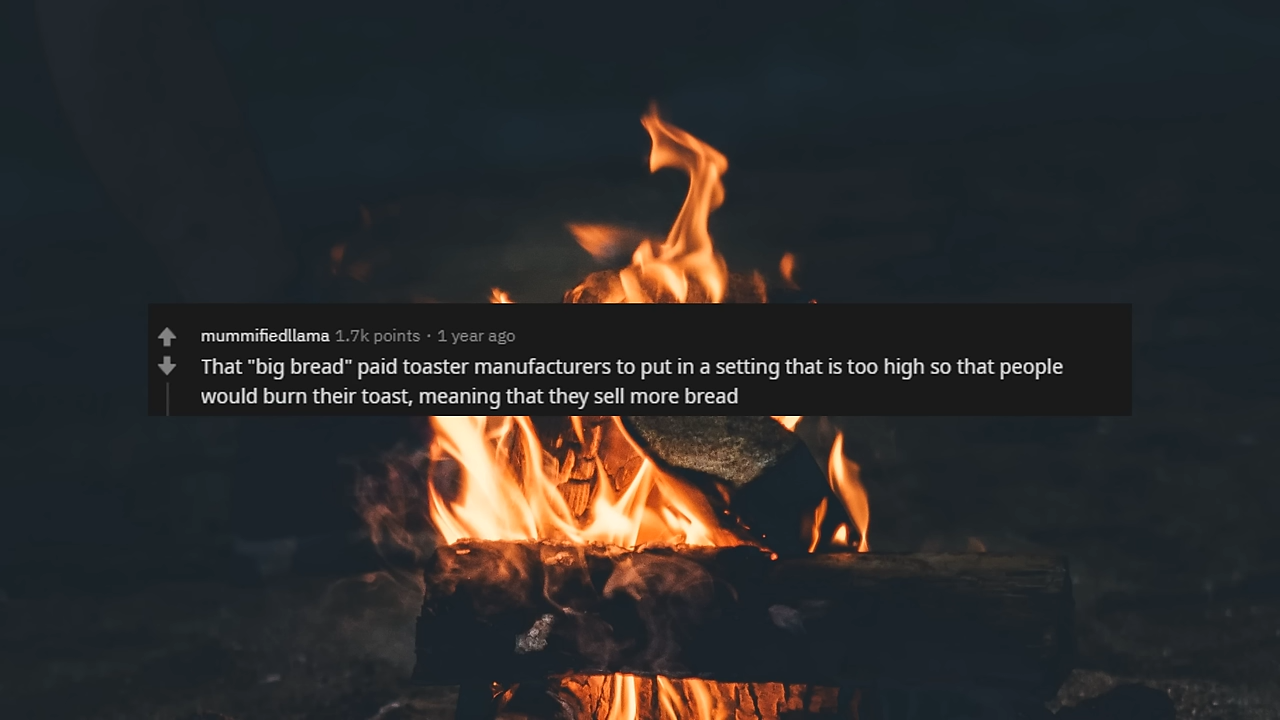 mummifiedllama 1.7k points · 1 year ago
That "big bread" paid toaster manufacturers to put in a setting that is too high so that people
would burn their toast, meaning that they sell more bread